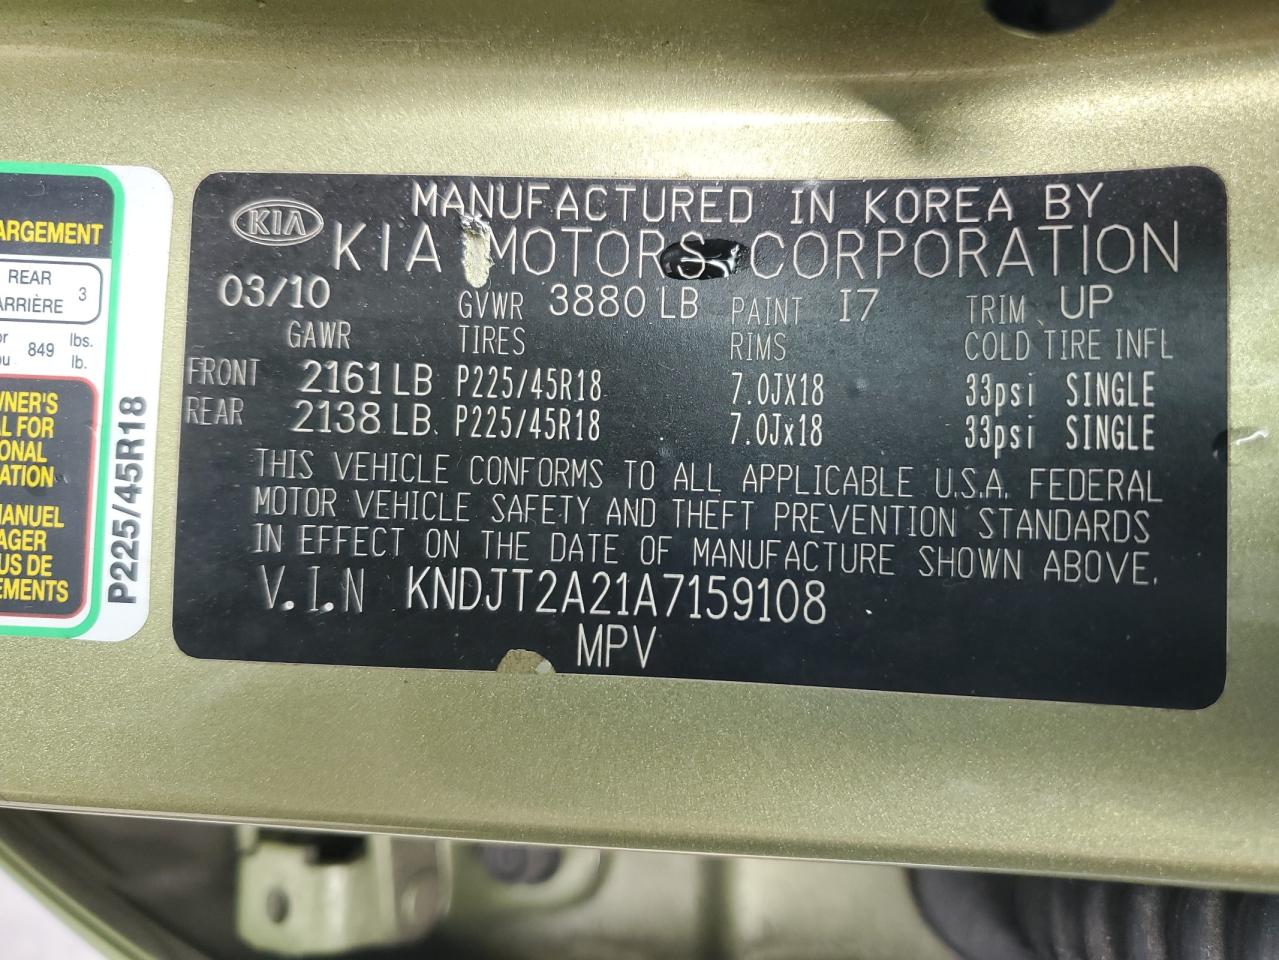 ARGEMENT
REAR
ARRIÈRE 3
849 lbs.
lb.
P225/45R18
KIA
MANUFACTURED IN KOREA BY
KIA MOTORS CORPORATION
03/10 GVWR 3880 LB PAINT I7 TRIM UP
GAWR TIRES RIMS COLD TIRE INFL
FRONT 2161 LB P225/45R18 7.0JX18 33psi SINGLE
REAR 2138 LB P225/45R18 7.0Jx18 33psi SINGLE
THIS VEHICLE CONFORMS TO ALL APPLICABLE U.S.A. FEDERAL
MOTOR VEHICLE SAFETY AND THEFT PREVENTION STANDARDS
IN EFFECT ON THE DATE OF MANUFACTURE SHOWN ABOVE.
V.I.N KNDJT2A21A7159108
MPV